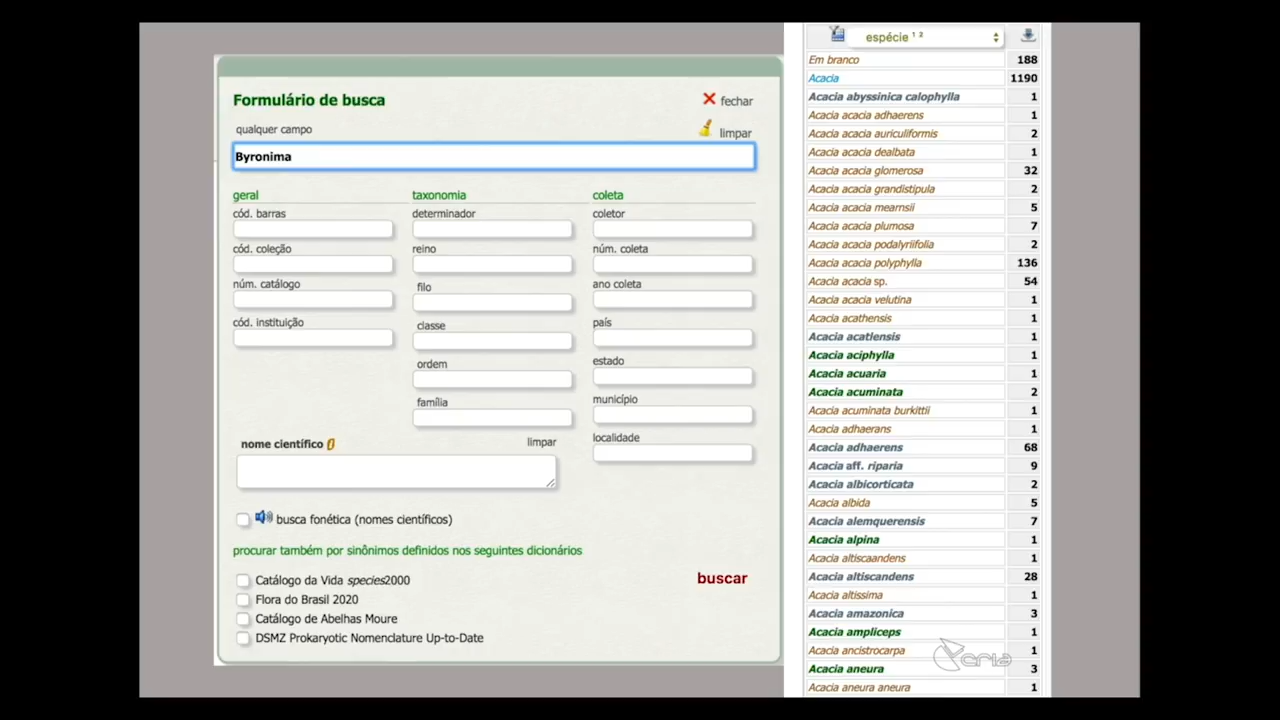 Formulário de busca
fechar
qualquer campo
limpar
Byronima
geral taxonomia coleta
cód. barras determinador coletor
cód. coleção reino núm. coleta
núm. catálogo filo ano coleta
cód. instituição classe país
ordem estado
família município
nome científico limpar localidade
busca fonética (nomes científicos)
procurar também por sinônimos definidos nos seguintes dicionários
Catálogo da Vida species2000
buscar
Flora do Brasil 2020
Catálogo de Abelhas Moure
DSMZ Prokaryotic Nomenclature Up-to-Date
espécie ¹ ²
Em branco 188
Acacia 1190
Acacia abyssinica calophylla 1
Acacia acacia adhaerens 1
Acacia acacia auriculiformis 2
Acacia acacia dealbata 1
Acacia acacia glomerosa 32
Acacia acacia grandistipula 2
Acacia acacia mearnsii 5
Acacia acacia plumosa 7
Acacia acacia podalyriifolia 2
Acacia acacia polyphylla 136
Acacia acacia sp. 54
Acacia acacia velutina 1
Acacia acathensis 1
Acacia acatlensis 1
Acacia aciphylla 1
Acacia acuaria 1
Acacia acuminata 2
Acacia acuminata burkittii 1
Acacia adhaerans 1
Acacia adhaerens 68
Acacia aff. riparia 9
Acacia albicorticata 2
Acacia albida 5
Acacia alemquerensis 7
Acacia alpina 1
Acacia altiscaandens 1
Acacia altiscandens 28
Acacia altissima 1
Acacia amazonica 3
Acacia ampliceps 1
Acacia ancistrocarpa 1
Acacia aneura 3
Acacia aneura aneura 1
cria